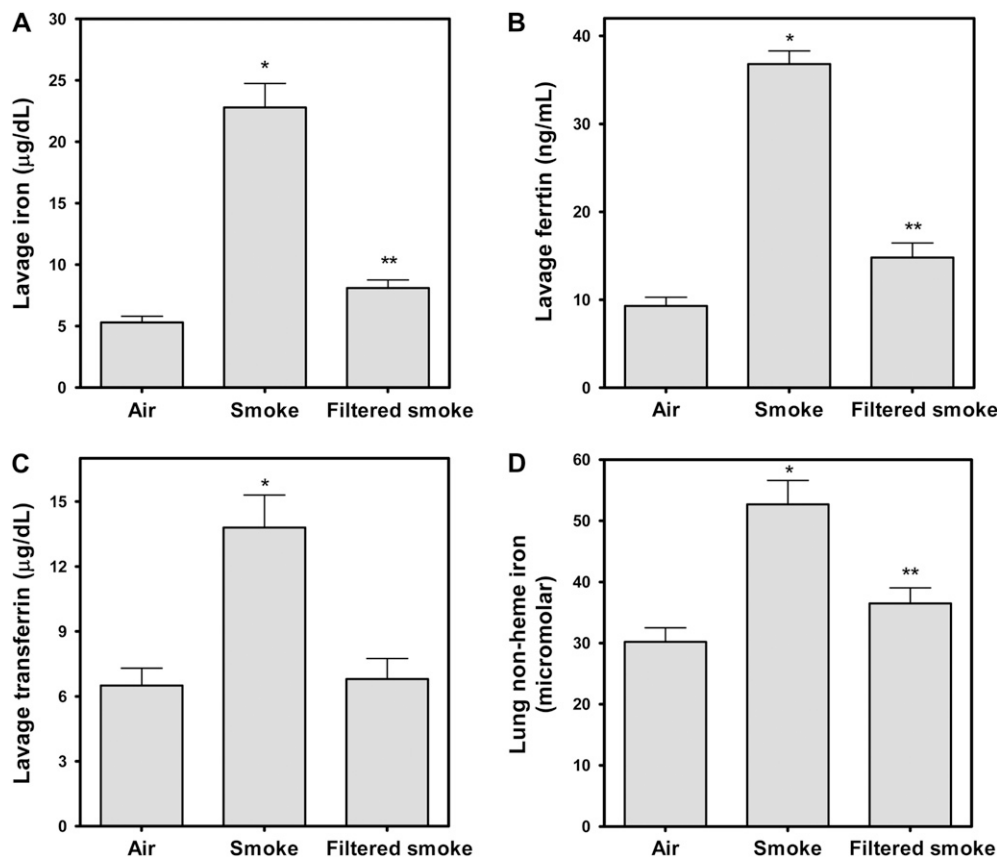 A
Lavage iron (µg/dL)
30
25
20
15
10
5
0
*
**
Air Smoke Filtered smoke
B
Lavage ferrtin (ng/mL)
40
30
20
10
0
*
**
Air Smoke Filtered smoke
C
Lavage transferrin (µg/dL)
15
12
9
6
3
0
*
Air Smoke Filtered smoke
D
Lung non-heme iron
(micromolar)
60
50
40
30
20
10
0
*
**
Air Smoke Filtered smoke